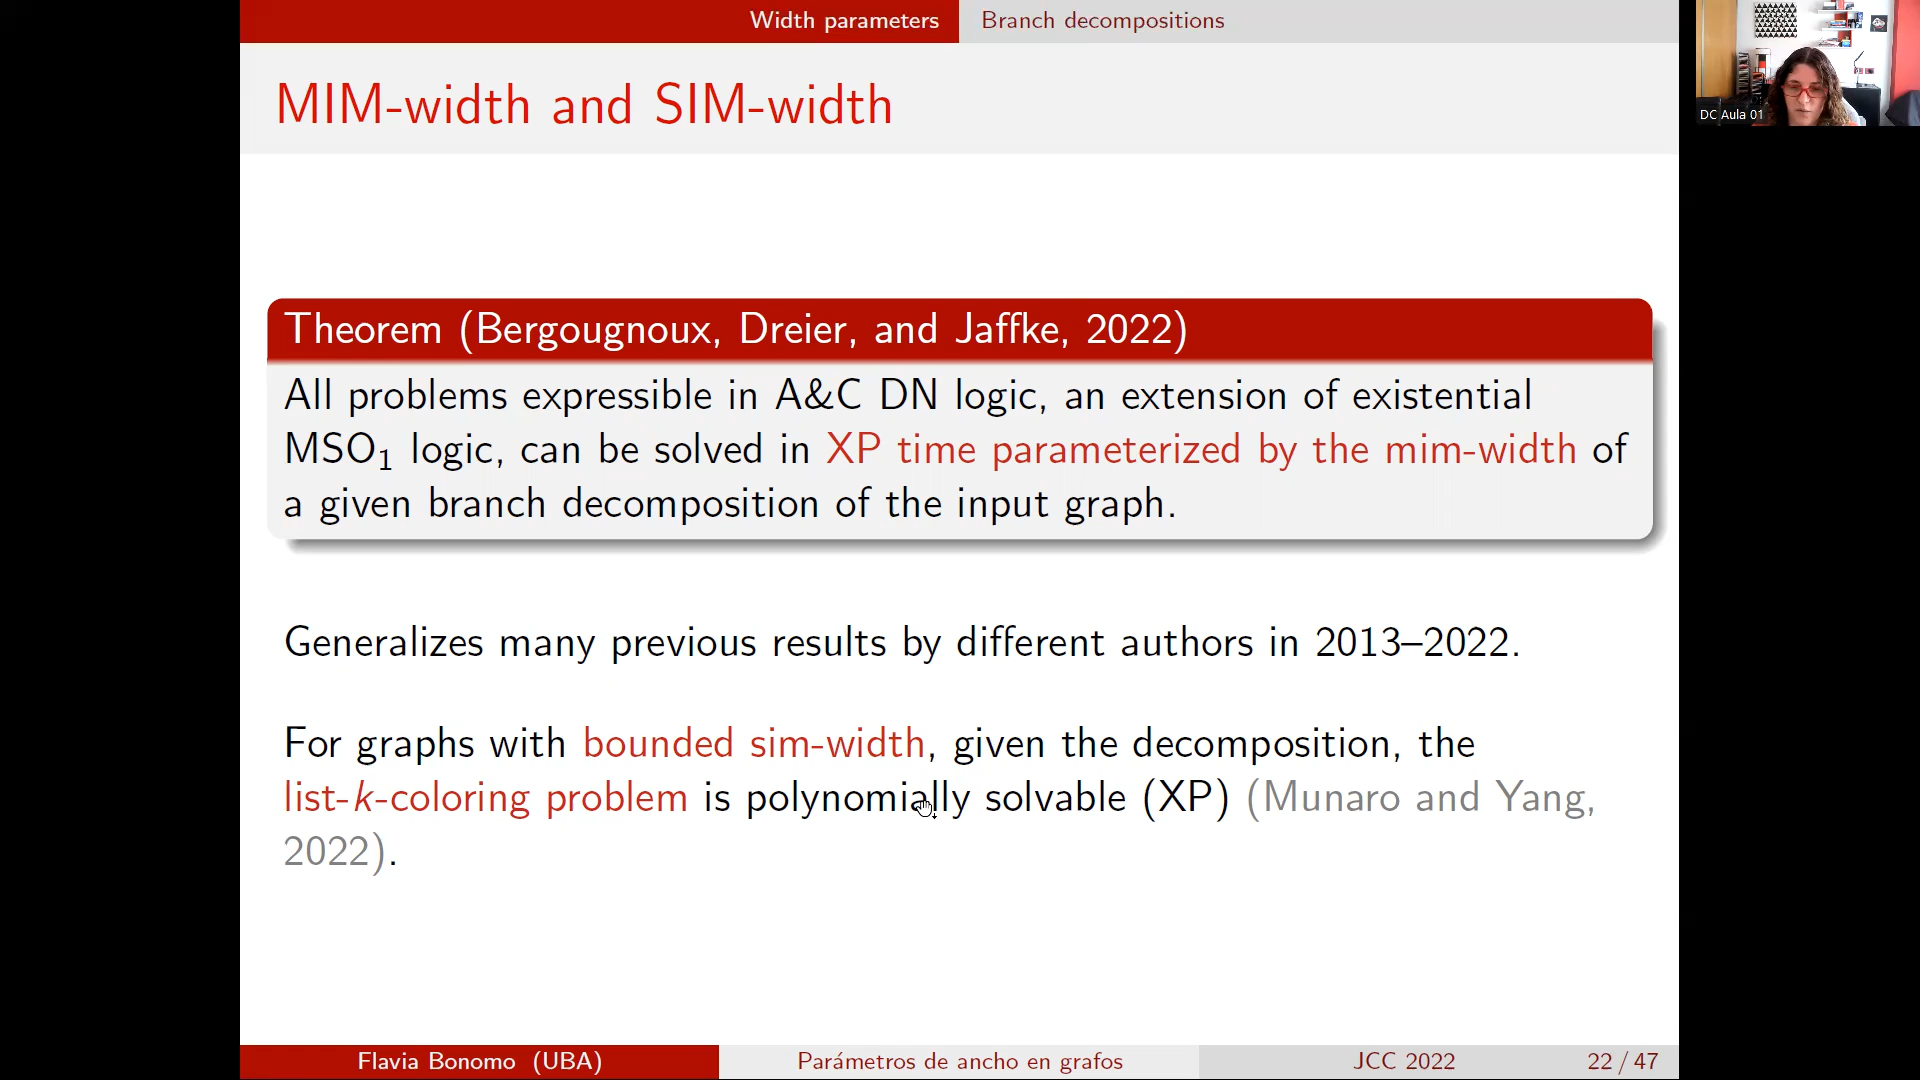 Width parameters Branch decompositions
MIM-width and SIM-width
DC Aula 01
Theorem (Bergougnoux, Dreier, and Jaffke, 2022)
All problems expressible in A&C DN logic, an extension of existential
MSO₁ logic, can be solved in XP time parameterized by the mim-width of
a given branch decomposition of the input graph.
Generalizes many previous results by different authors in 2013–2022.
For graphs with bounded sim-width, given the decomposition, the
list-k-coloring problem is polynomially solvable (XP) (Munaro and Yang,
2022).
Flavia Bonomo (UBA) Parámetros de ancho en grafos JCC 2022 22 / 47